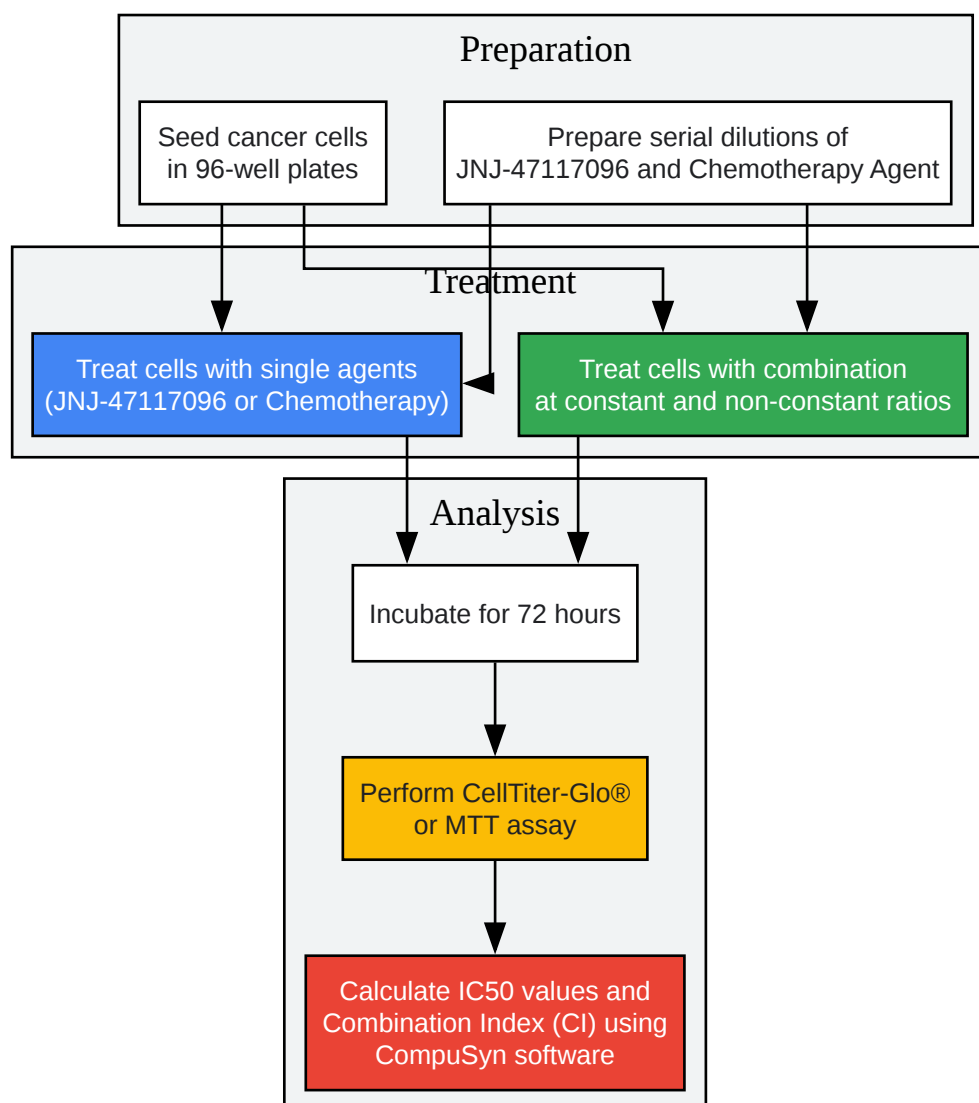 Preparation
Seed cancer cells
in 96-well plates
Prepare serial dilutions of
JNJ-47117096 and Chemotherapy Agent
Treatment
Treat cells with single agents
(JNJ-47117096 or Chemotherapy)
Treat cells with combination
at constant and non-constant ratios
Analysis
Incubate for 72 hours
Perform CellTiter-Glo®
or MTT assay
Calculate IC50 values and
Combination Index (CI) using
CompuSyn software